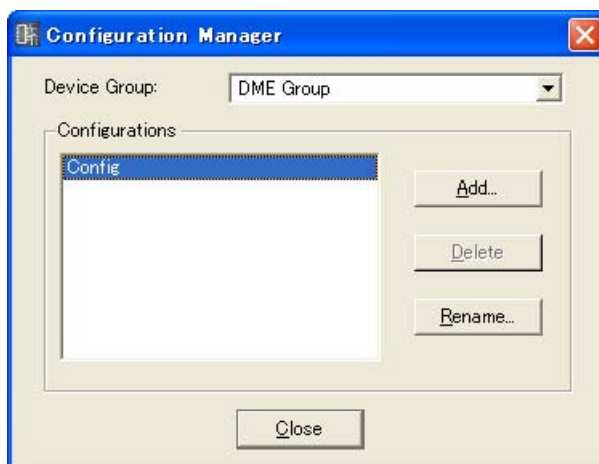 Configuration Manager
Device Group: DME Group
Configurations
Config
Add...
Delete
Rename...
Close